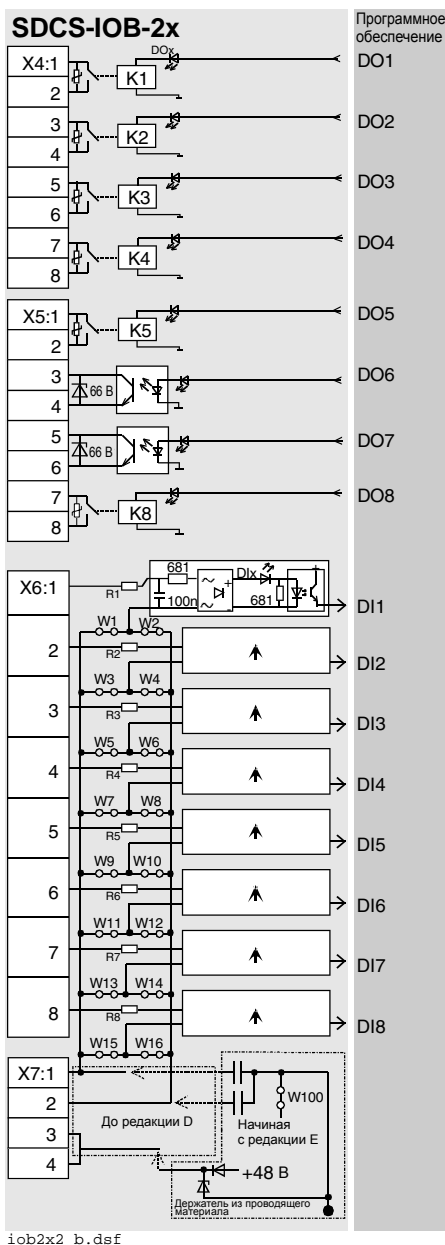 SDCS-IOB-2x
Программное
обеспечение
X4:1
DOx
K1
DO1
2
3
K2
DO2
4
5
K3
DO3
6
7
K4
DO4
8
X5:1
K5
DO5
2
3
66 В
DO6
4
5
66 В
DO7
6
7
K8
DO8
8
X6:1
R1
681
100n
~
~
+
-
DIx
681
+
DI1
W1 W2
2
R2
DI2
W3 W4
3
R3
DI3
W5 W6
4
R4
DI4
W7 W8
5
R5
DI5
W9 W10
6
R6
DI6
W11 W12
7
R7
DI7
W13 W14
8
R8
DI8
W15 W16
X7:1
2
W100
До редакции D
Начиная
с редакции E
3
4
+48 В
Держатель из проводящего
материала
iob2x2_b.dsf